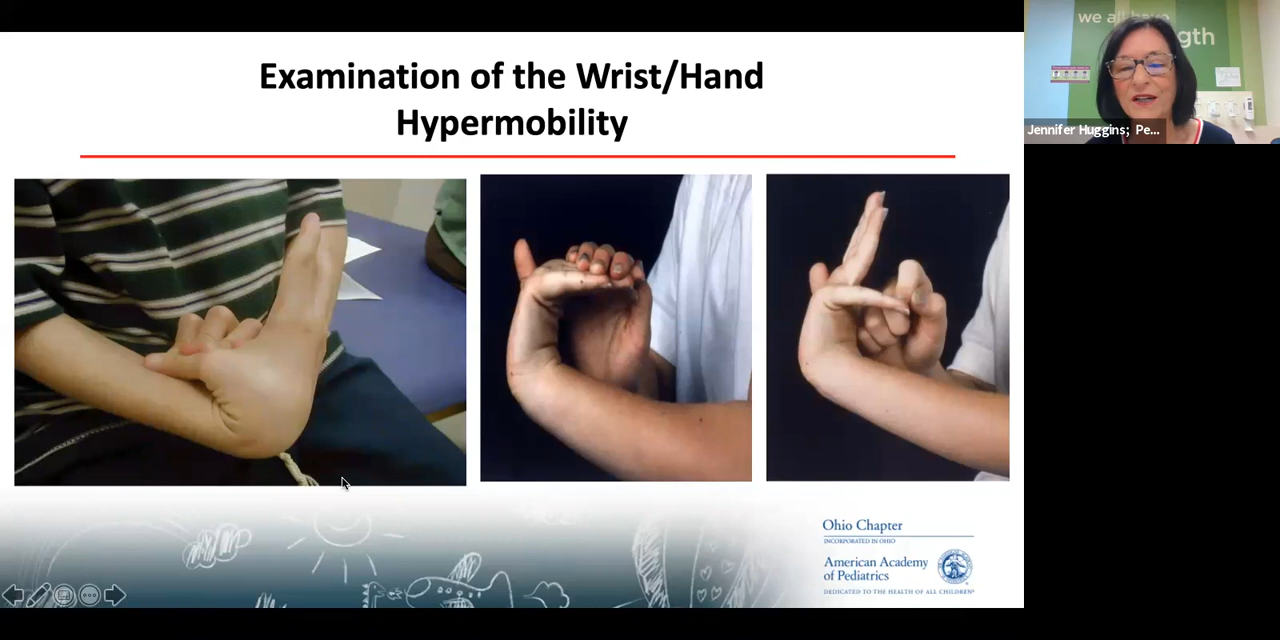 Examination of the Wrist/Hand
Hypermobility
we all have
gth
Jennifer Huggins; Pe...
Ohio Chapter
INCORPORATED IN OHIO
American Academy
of Pediatrics
DEDICATED TO THE HEALTH OF ALL CHILDREN